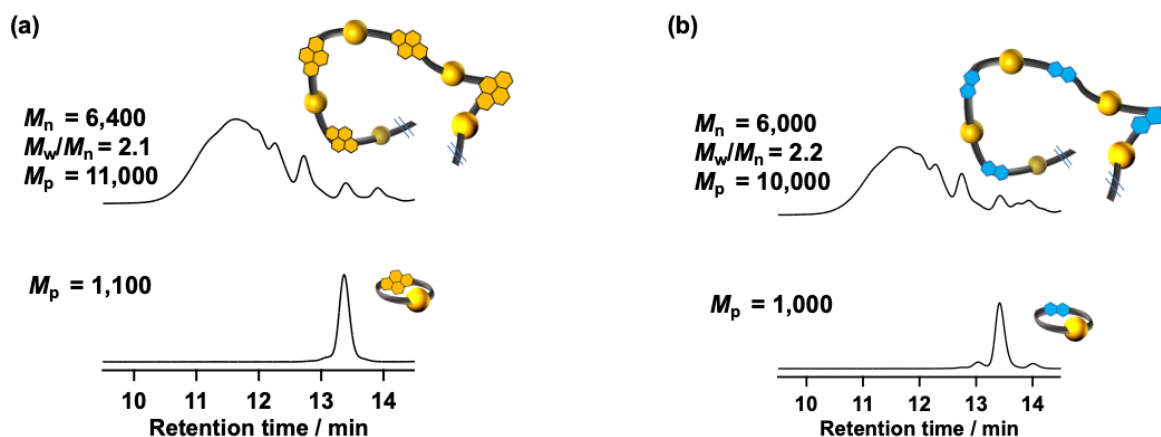 (a)
Mn = 6,400
Mw/Mn = 2.1
Mp = 11,000
Mp = 1,100
10 11 12 13 14
Retention time / min
(b)
Mn = 6,000
Mw/Mn = 2.2
Mp = 10,000
Mp = 1,000
10 11 12 13 14
Retention time / min